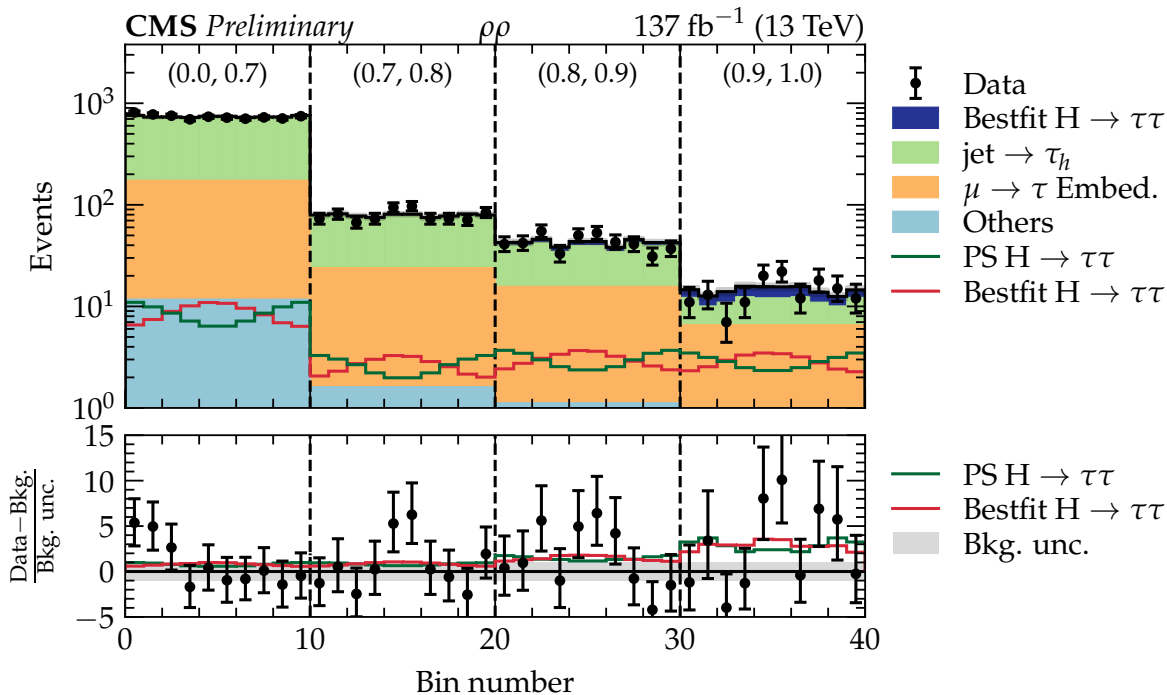 CMS Preliminary ρρ 137 fb⁻¹ (13 TeV)
(0.0, 0.7) (0.7, 0.8) (0.8, 0.9) (0.9, 1.0)
10³
10²
10¹
10⁰
Events
Data
Bestfit H → ττ
jet → τₕ
μ → τ Embed.
Others
PS H → ττ
Bestfit H → ττ
15
10
5
0
−5
Data−Bkg.
Bkg. unc.
PS H → ττ
Bestfit H → ττ
Bkg. unc.
0 10 20 30 40
Bin number